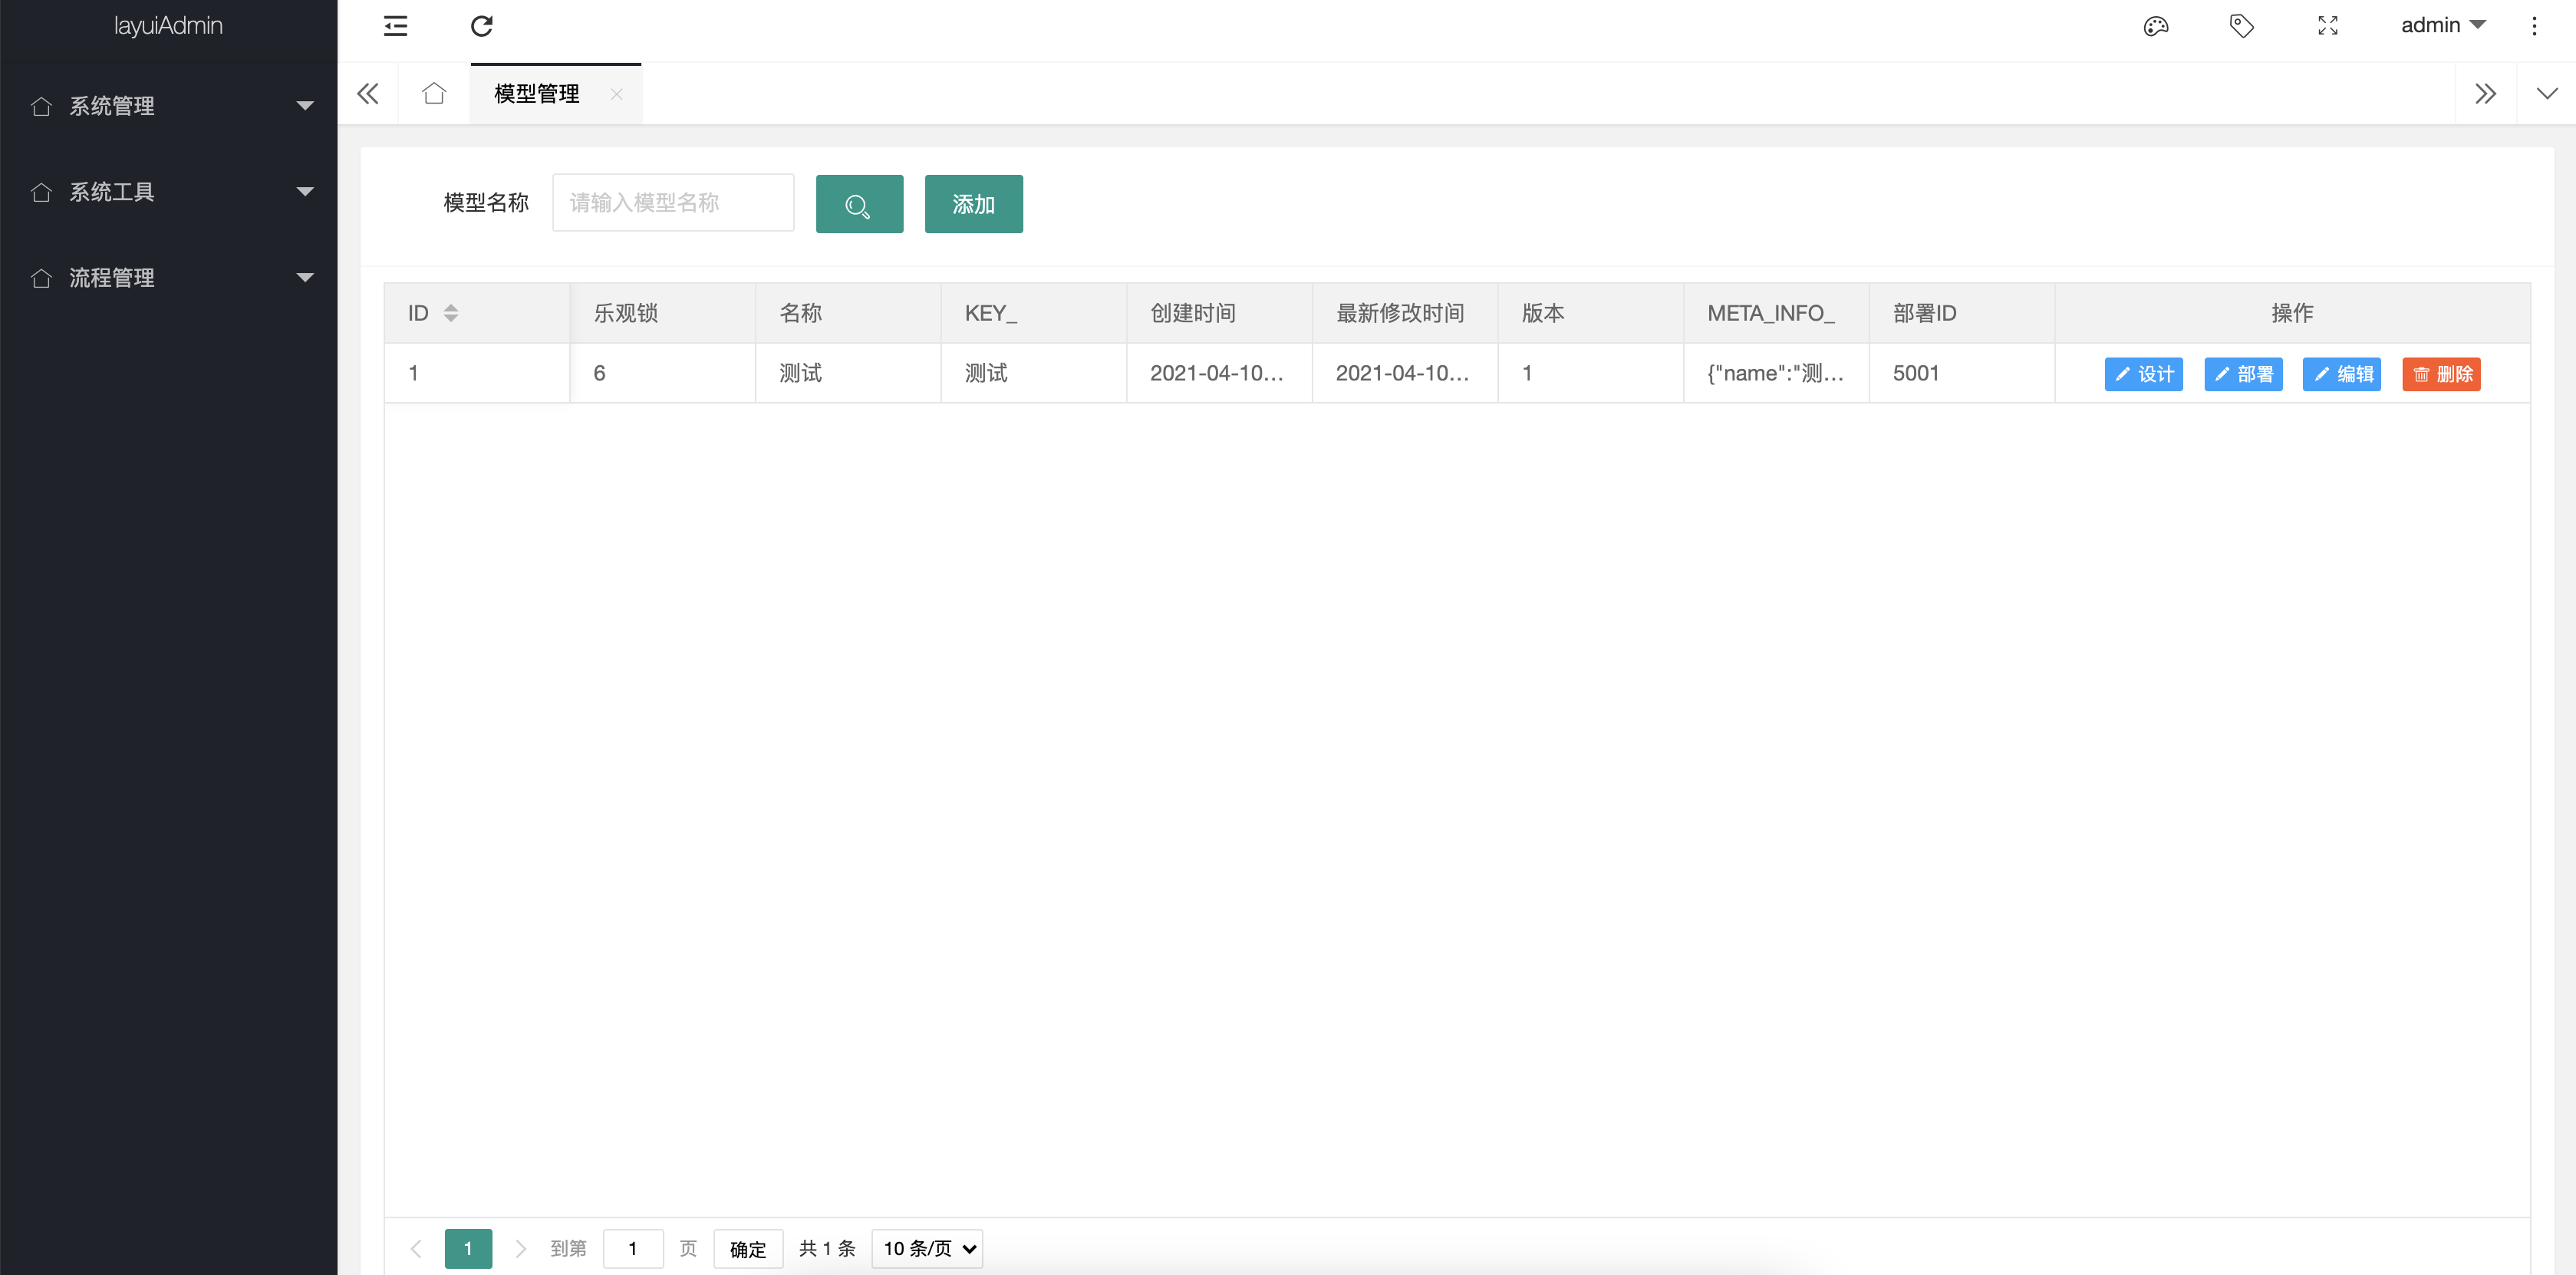 layuiAdmin
admin
系统管理
系统工具
流程管理
模型管理
模型名称 请输入模型名称 添加
ID 乐观锁 名称 KEY_ 创建时间 最新修改时间 版本 META_INFO_ 部署ID 操作
1 6 测试 测试 2021-04-10... 2021-04-10... 1 {"name":"测... 5001 设计 部署 编辑 删除
1 到第 1 页 确定 共 1 条 10 条/页